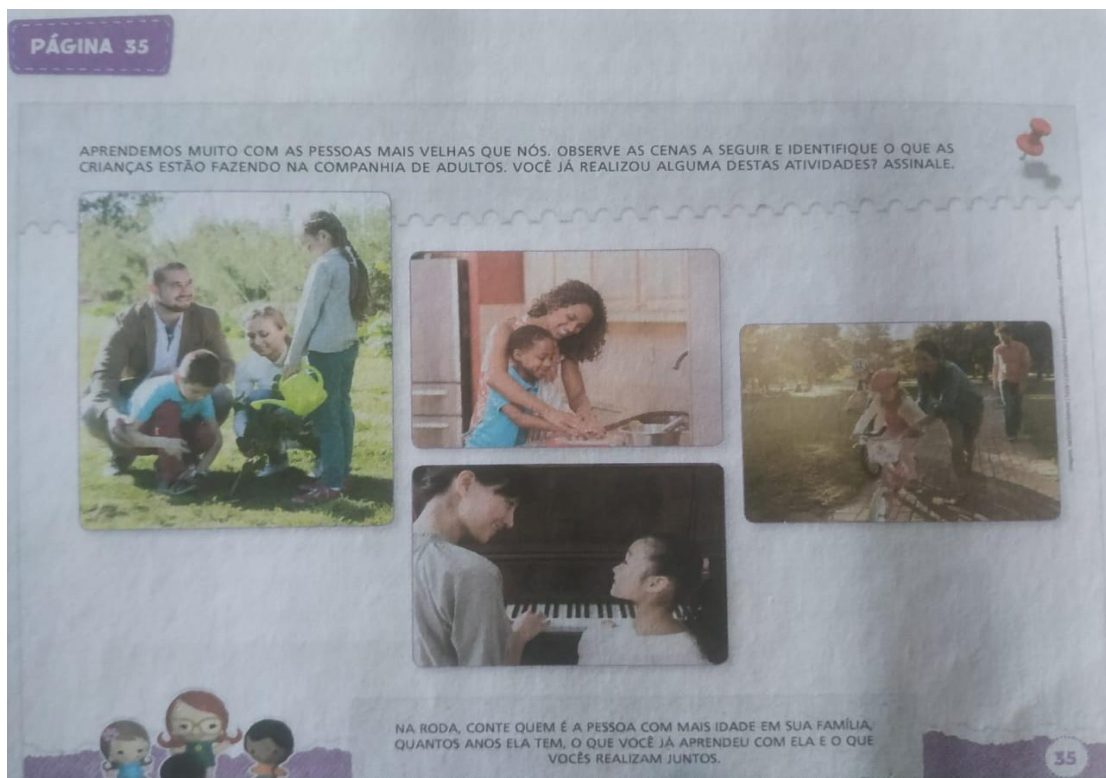 PÁGINA 35
APRENDEMOS MUITO COM AS PESSOAS MAIS VELHAS QUE NÓS. OBSERVE AS CENAS A SEGUIR E IDENTIFIQUE O QUE AS
CRIANÇAS ESTÃO FAZENDO NA COMPANHIA DE ADULTOS. VOCÊ JÁ REALIZOU ALGUMA DESTAS ATIVIDADES? ASSINALE.
NA RODA, CONTE QUEM É A PESSOA COM MAIS IDADE EM SUA FAMÍLIA,
QUANTOS ANOS ELA TEM, O QUE VOCÊ JÁ APRENDEU COM ELA E O QUE
VOCÊS REALIZAM JUNTOS.
35